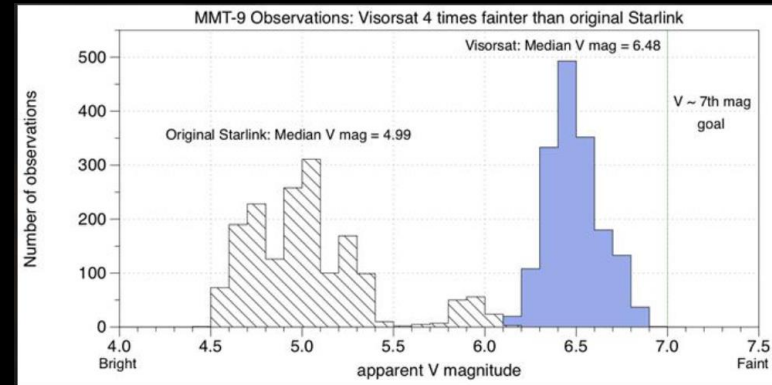 MMT-9 Observations: Visorsat 4 times fainter than original Starlink
Visorsat: Median V mag = 6.48
V ~ 7th mag
goal
Original Starlink: Median V mag = 4.99
Number of observations
500
400
300
200
100
0
4.0 4.5 5.0 5.5 6.0 6.5 7.0 7.5
Bright Faint
apparent V magnitude